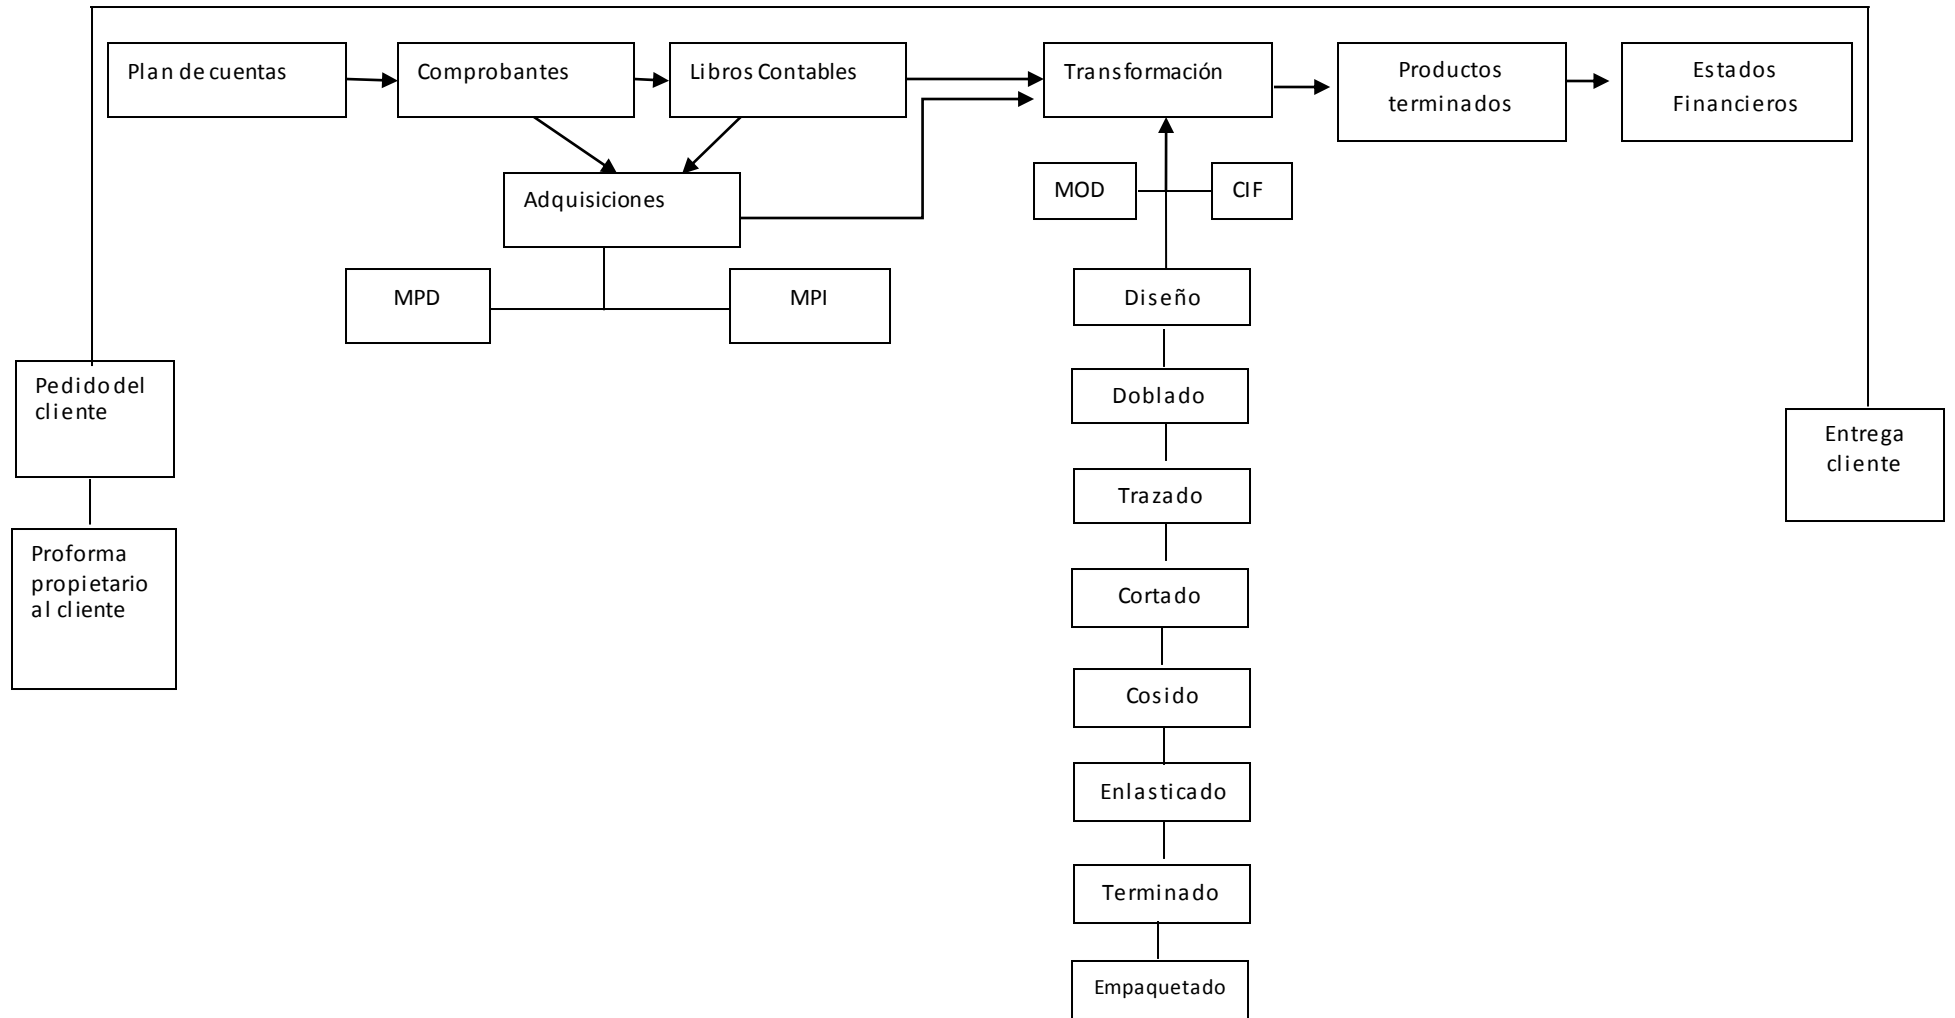 Plan de cuentas
Comprobantes
Libros Contables
Transformación
Productos
terminados
Estados
Financieros
Adquisiciones
MOD
CIF
MPD
MPI
Diseño
Pedido del
cliente
Doblado
Entrega
cliente
Trazado
Proforma
propietario
al cliente
Cortado
Cosido
Enlasticado
Terminado
Empaquetado